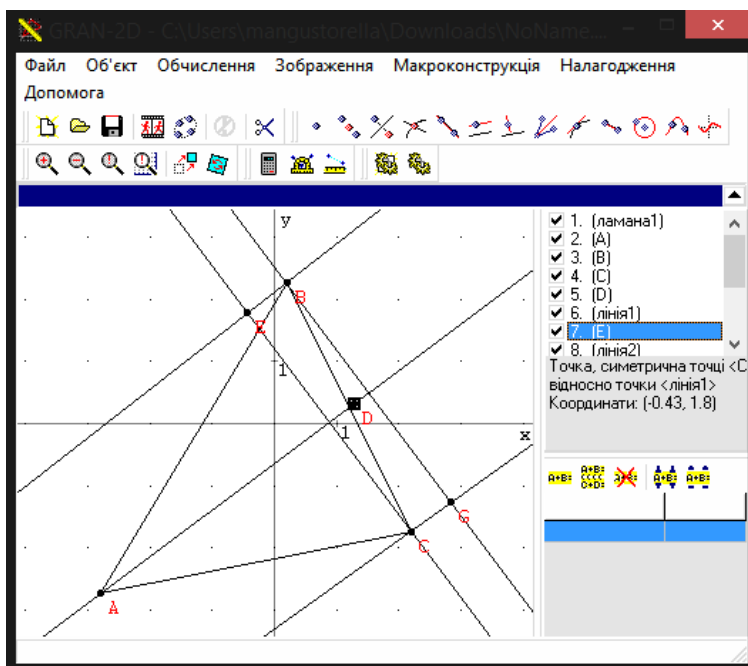 GRAN-2D - C:\Users\mangustorella\Downloads\NoName....
Файл Об'єкт Обчислення Зображення Макроконструкція Налагодження
Допомога
y
B
E
1
D
1
x
G
C
A
1. (ламана1)
2. (A)
3. (B)
4. (C)
5. (D)
6. (лінія1)
7. (E)
8. (лінія2)
Точка, симетрична точці <C
відносно точки <лінія1>
Координати: (-0.43, 1.8)
A+B=
A+B=
CCCC
C+D=
A+B=
A+B=
A+B=